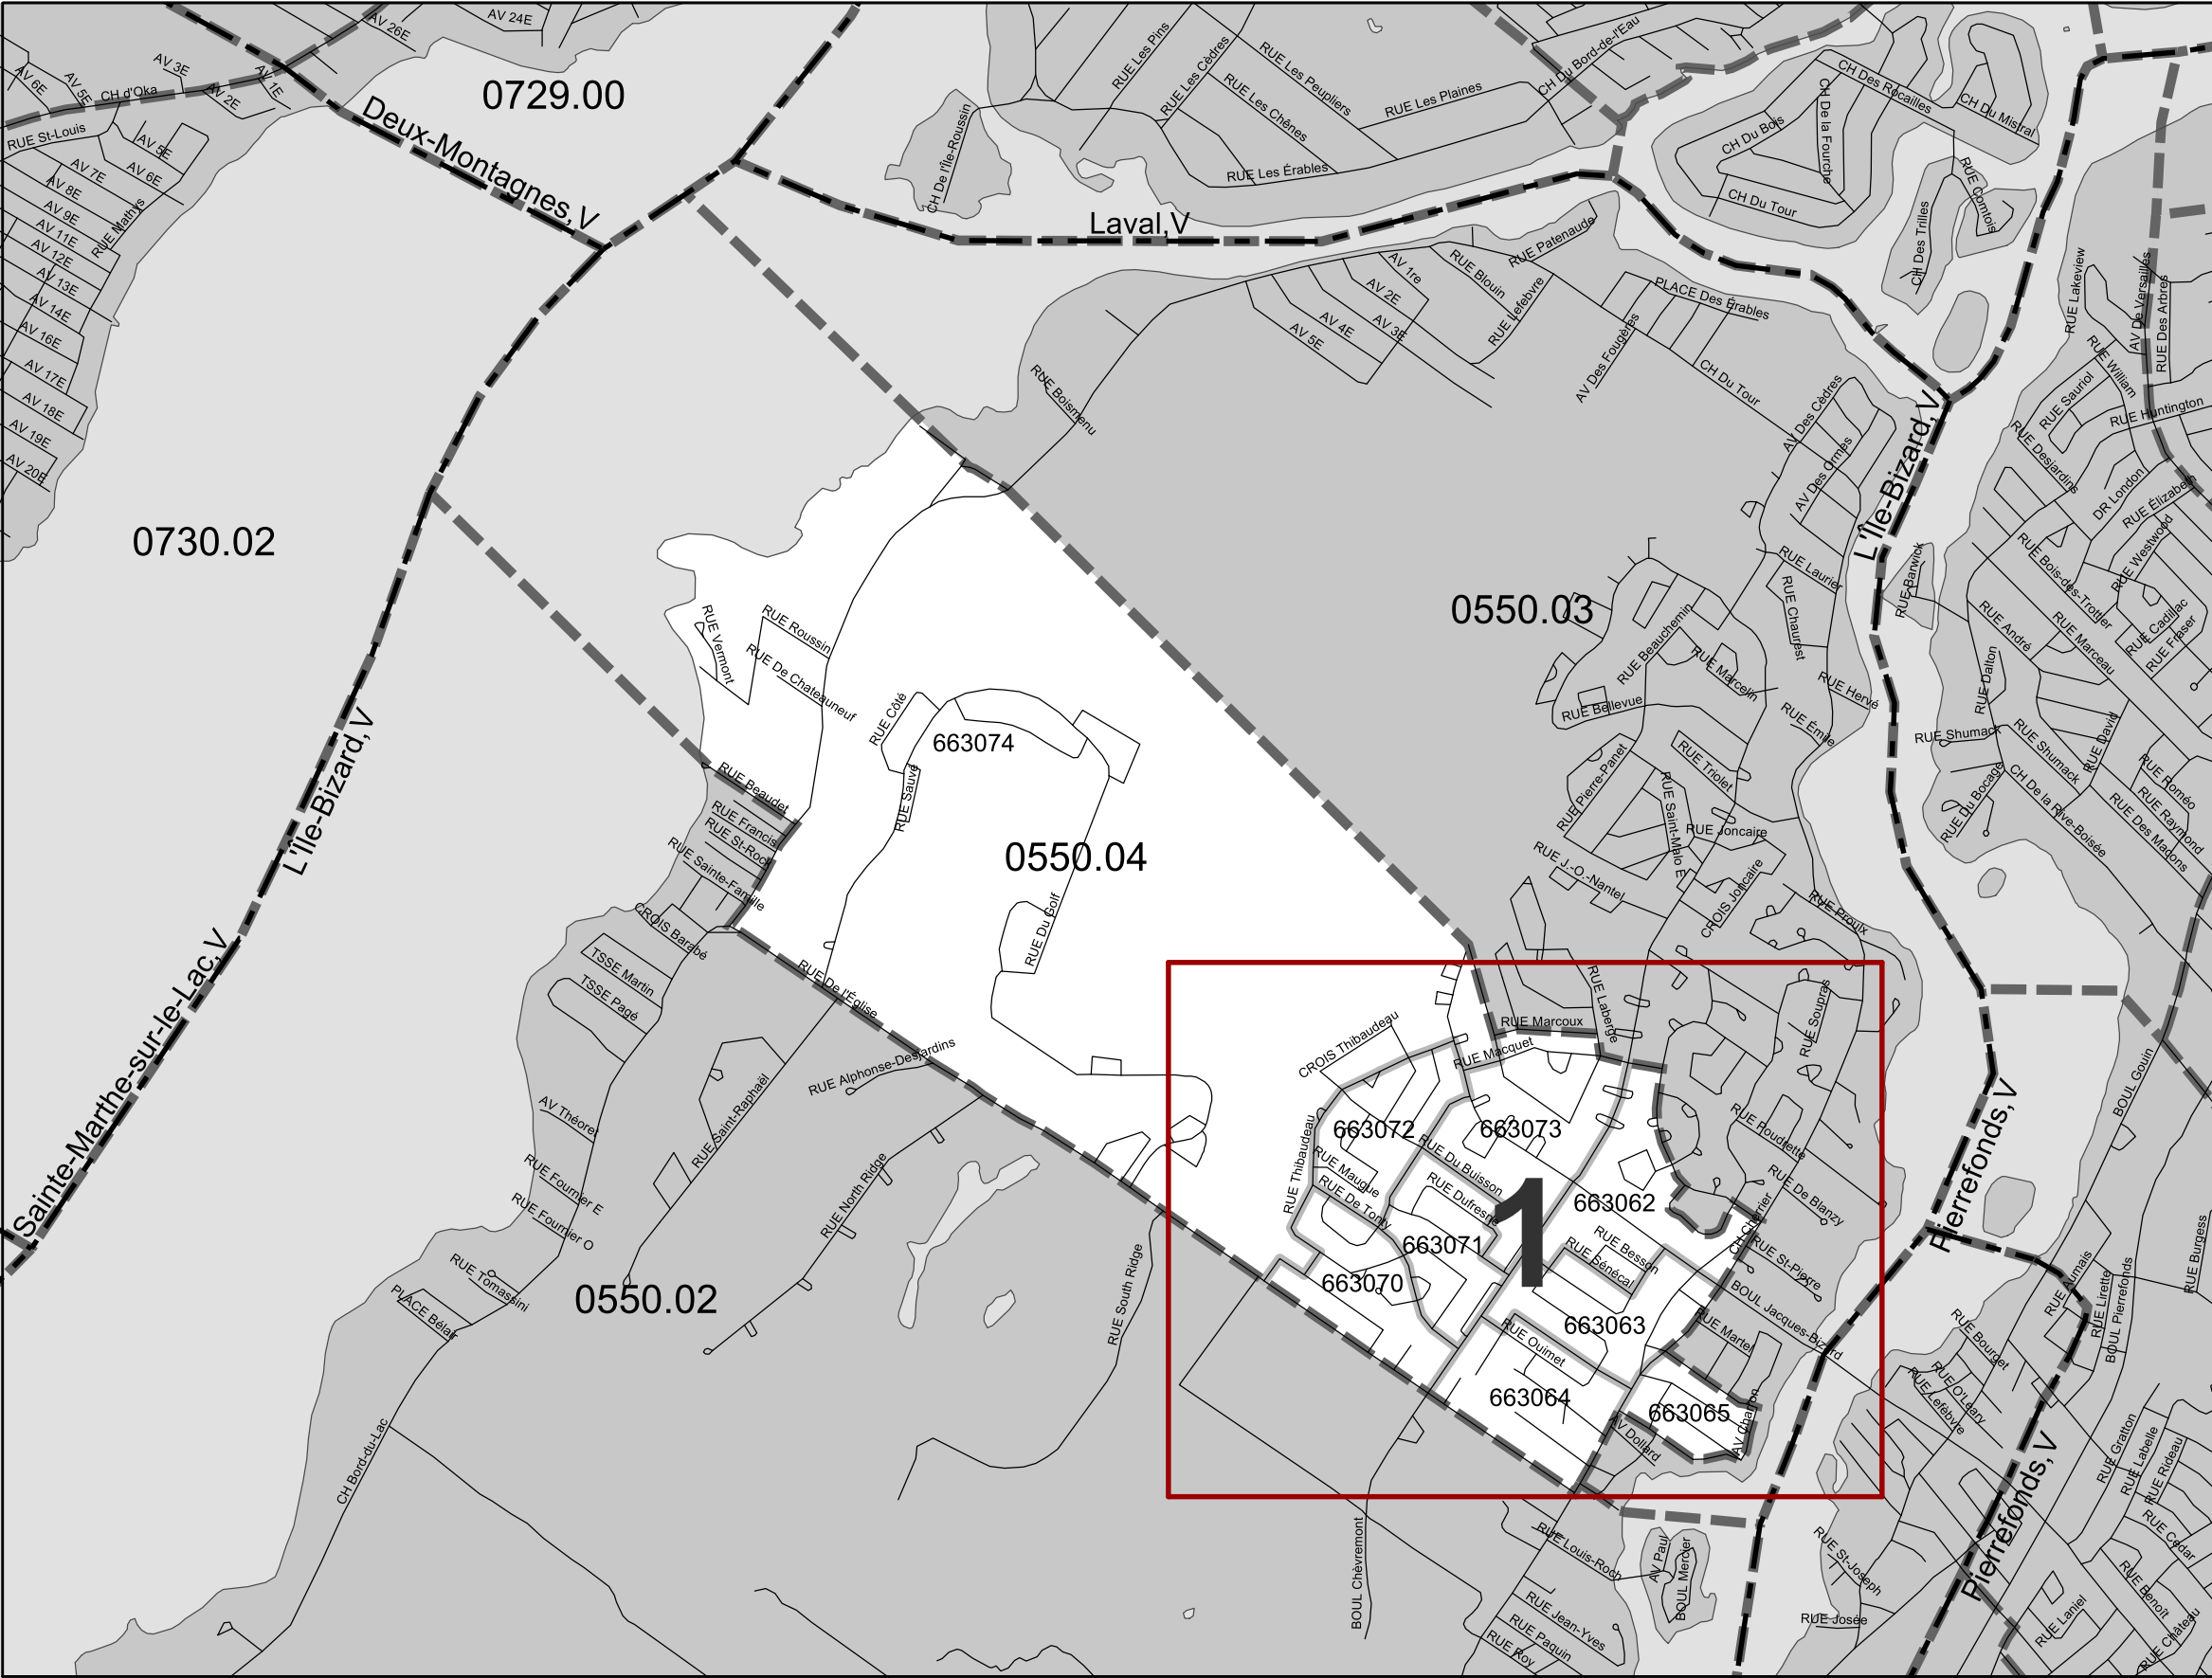 AV 26E
AV 24E
AV 3E
AV 6E
AV 5E
AV 1E
AV 2E
CH d'Oka
0729.00
RUE St-Louis
AV 5E
AV 6E
AV 7E
AV 8E
AV 9E
AV 11E
AV 12E
AV 13E
AV 14E
AV 16E
AV 17E
AV 18E
AV 19E
AV 20E
RUE Mathys
Deux-Montagnes,V
Laval,V
RUE Les Pins
RUE Les Cèdres
RUE Les Peupliers
RUE Les Chênes
RUE Les Plaines
RUE Les Érables
CH De l'Île-Roussin
CH Du Bord-de-l'Eau
CH Des Rocailles
CH Du Mistral
CH De la Fourche
CH Du Bois
CH Du Tour
RUE Comtois
CH Des Trilles
RUE Patenaude
RUE Blouin
RUE Lefebvre
AV 1re
AV 2E
AV 3E
AV 4E
AV 5E
PLACE Des Érables
AV Des Fougères
CH Du Tour
AV Des Cèdres
AV Des Ormes
RUE Boismenu
RUE Lakeview
AV De Versailles
RUE Des Arbres
RUE William
RUE Sauriol
RUE Huntington
RUE Desjardins
DR London
RUE Élizabeth
RUE Westwood
RUE Bois-des-Trottier
RUE Cadillac
RUE Fraser
RUE Marceau
RUE André
RUE Barwick
RUE Dalton
RUE David
RUE Shumack
RUE Shumack
CH De la Rive-Boisée
RUE Du Bocage
RUE Roméo
RUE Raymond
RUE Des Maçons
L'Île-Bizard,V
0730.02
0550.03
RUE Laurier
RUE Chaurest
RUE Beauchemin
RUE Marcelin
RUE Hervé
RUE Émile
RUE Bellevue
RUE Triolet
RUE Pierre-Panet
RUE Saint-Malo E
RUE Joncaire
CROIS Joncaire
RUE J.-O.-Nantel
RUE Proulx
RUE Vermont
RUE Roussin
RUE De Chateauneuf
RUE Côté
663074
RUE Sauvé
0550.04
RUE Du Golf
RUE Beaudet
RUE Francis
RUE St-Roch
RUE Sainte-Famille
CROIS Barabé
TSSE Martin
TSSE Pagé
RUE De l'Église
RUE Alphonse-Desjardins
RUE Saint-Raphaël
AV Théoret
RUE Fournier E
RUE Fournier O
RUE Tomassini
PLACE Bélair
RUE North Ridge
RUE South Ridge
0550.02
CH Bord-du-Lac
L'Île-Bizard,V
Sainte-Marthe-sur-le-Lac,V
RUE Laberge
RUE Marcoux
RUE Macquet
CROIS Thibaudeau
RUE Soupras
RUE Thibaudeau
663072
663073
RUE Maugue
RUE De Tonty
RUE Du Buisson
RUE Dufresne
RUE Poudrette
RUE De Blanzy
CH Cherrier
RUE St-Pierre
663062
1
663071
663070
RUE Besson
RUE Sénécal
663063
BOUL Jacques-Bizard
RUE Martel
RUE Ouimet
663064
663065
AV Dollard
AV Charron
BOUL Chèvremont
RUE Louis-Roch
AV Paul
BOUL Mercier
RUE Jean-Yves
RUE Paquin
RUE Roy
RUE St-Joseph
RUE Josée
Pierrefonds,V
BOUL Gouin
RUE Burgess
RUE Aumais
RUE Lirette
BOUL Pierrefonds
RUE Bourget
RUE O'Leary
RUE Lefebvre
RUE Gratton
RUE Labelle
RUE Rideau
RUE Cedar
RUE Benoît
RUE Laniel
RUE Château
Pierrefonds,V